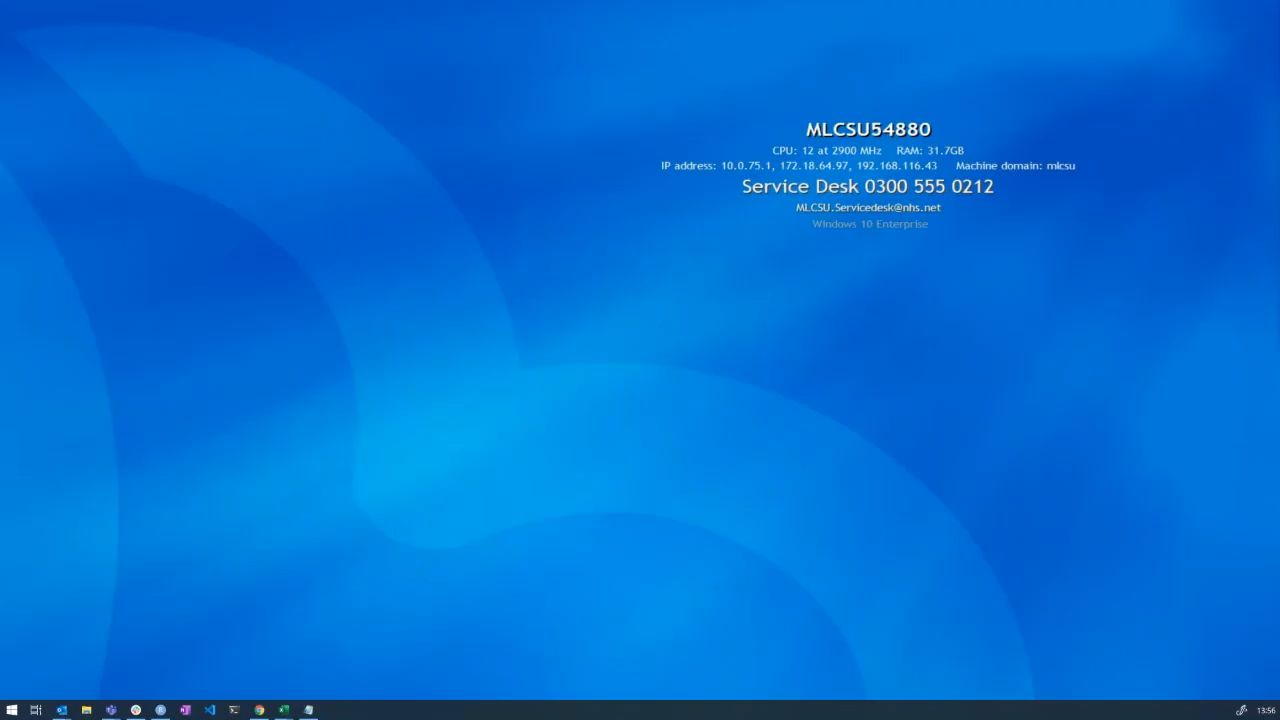 MLCSU54880
CPU: 12 at 2900 MHz RAM: 31.7GB
IP address: 10.0.75.1, 172.18.64.97, 192.168.116.43 Machine domain: mlcsu
Service Desk 0300 555 0212
MLCSU.Servicedesk@nhs.net
Windows 10 Enterprise
13:56